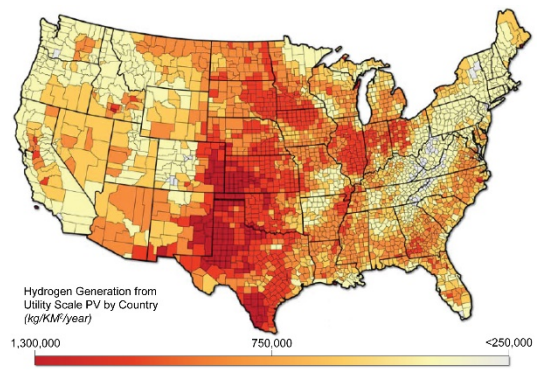 Hydrogen Generation from
Utility Scale PV by Country
(kg/KM²/year)
1,300,000 750,000 <250,000